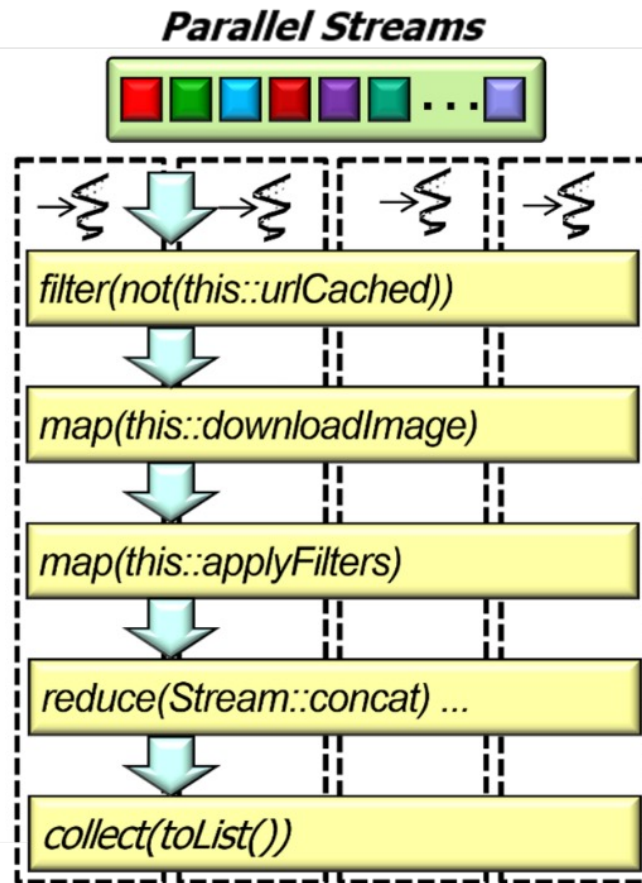 Parallel Streams
...
filter(not(this::urlCached))
map(this::downloadImage)
map(this::applyFilters)
reduce(Stream::concat) ...
collect(toList())